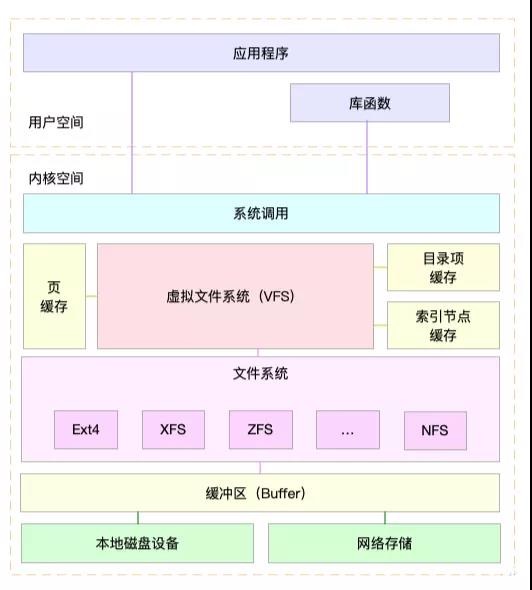 应用程序
库函数
用户空间
内核空间
系统调用
页
缓存
虚拟文件系统（VFS）
目录项
缓存
索引节点
缓存
文件系统
Ext4
XFS
ZFS
...
NFS
缓冲区（Buffer）
本地磁盘设备
网络存储